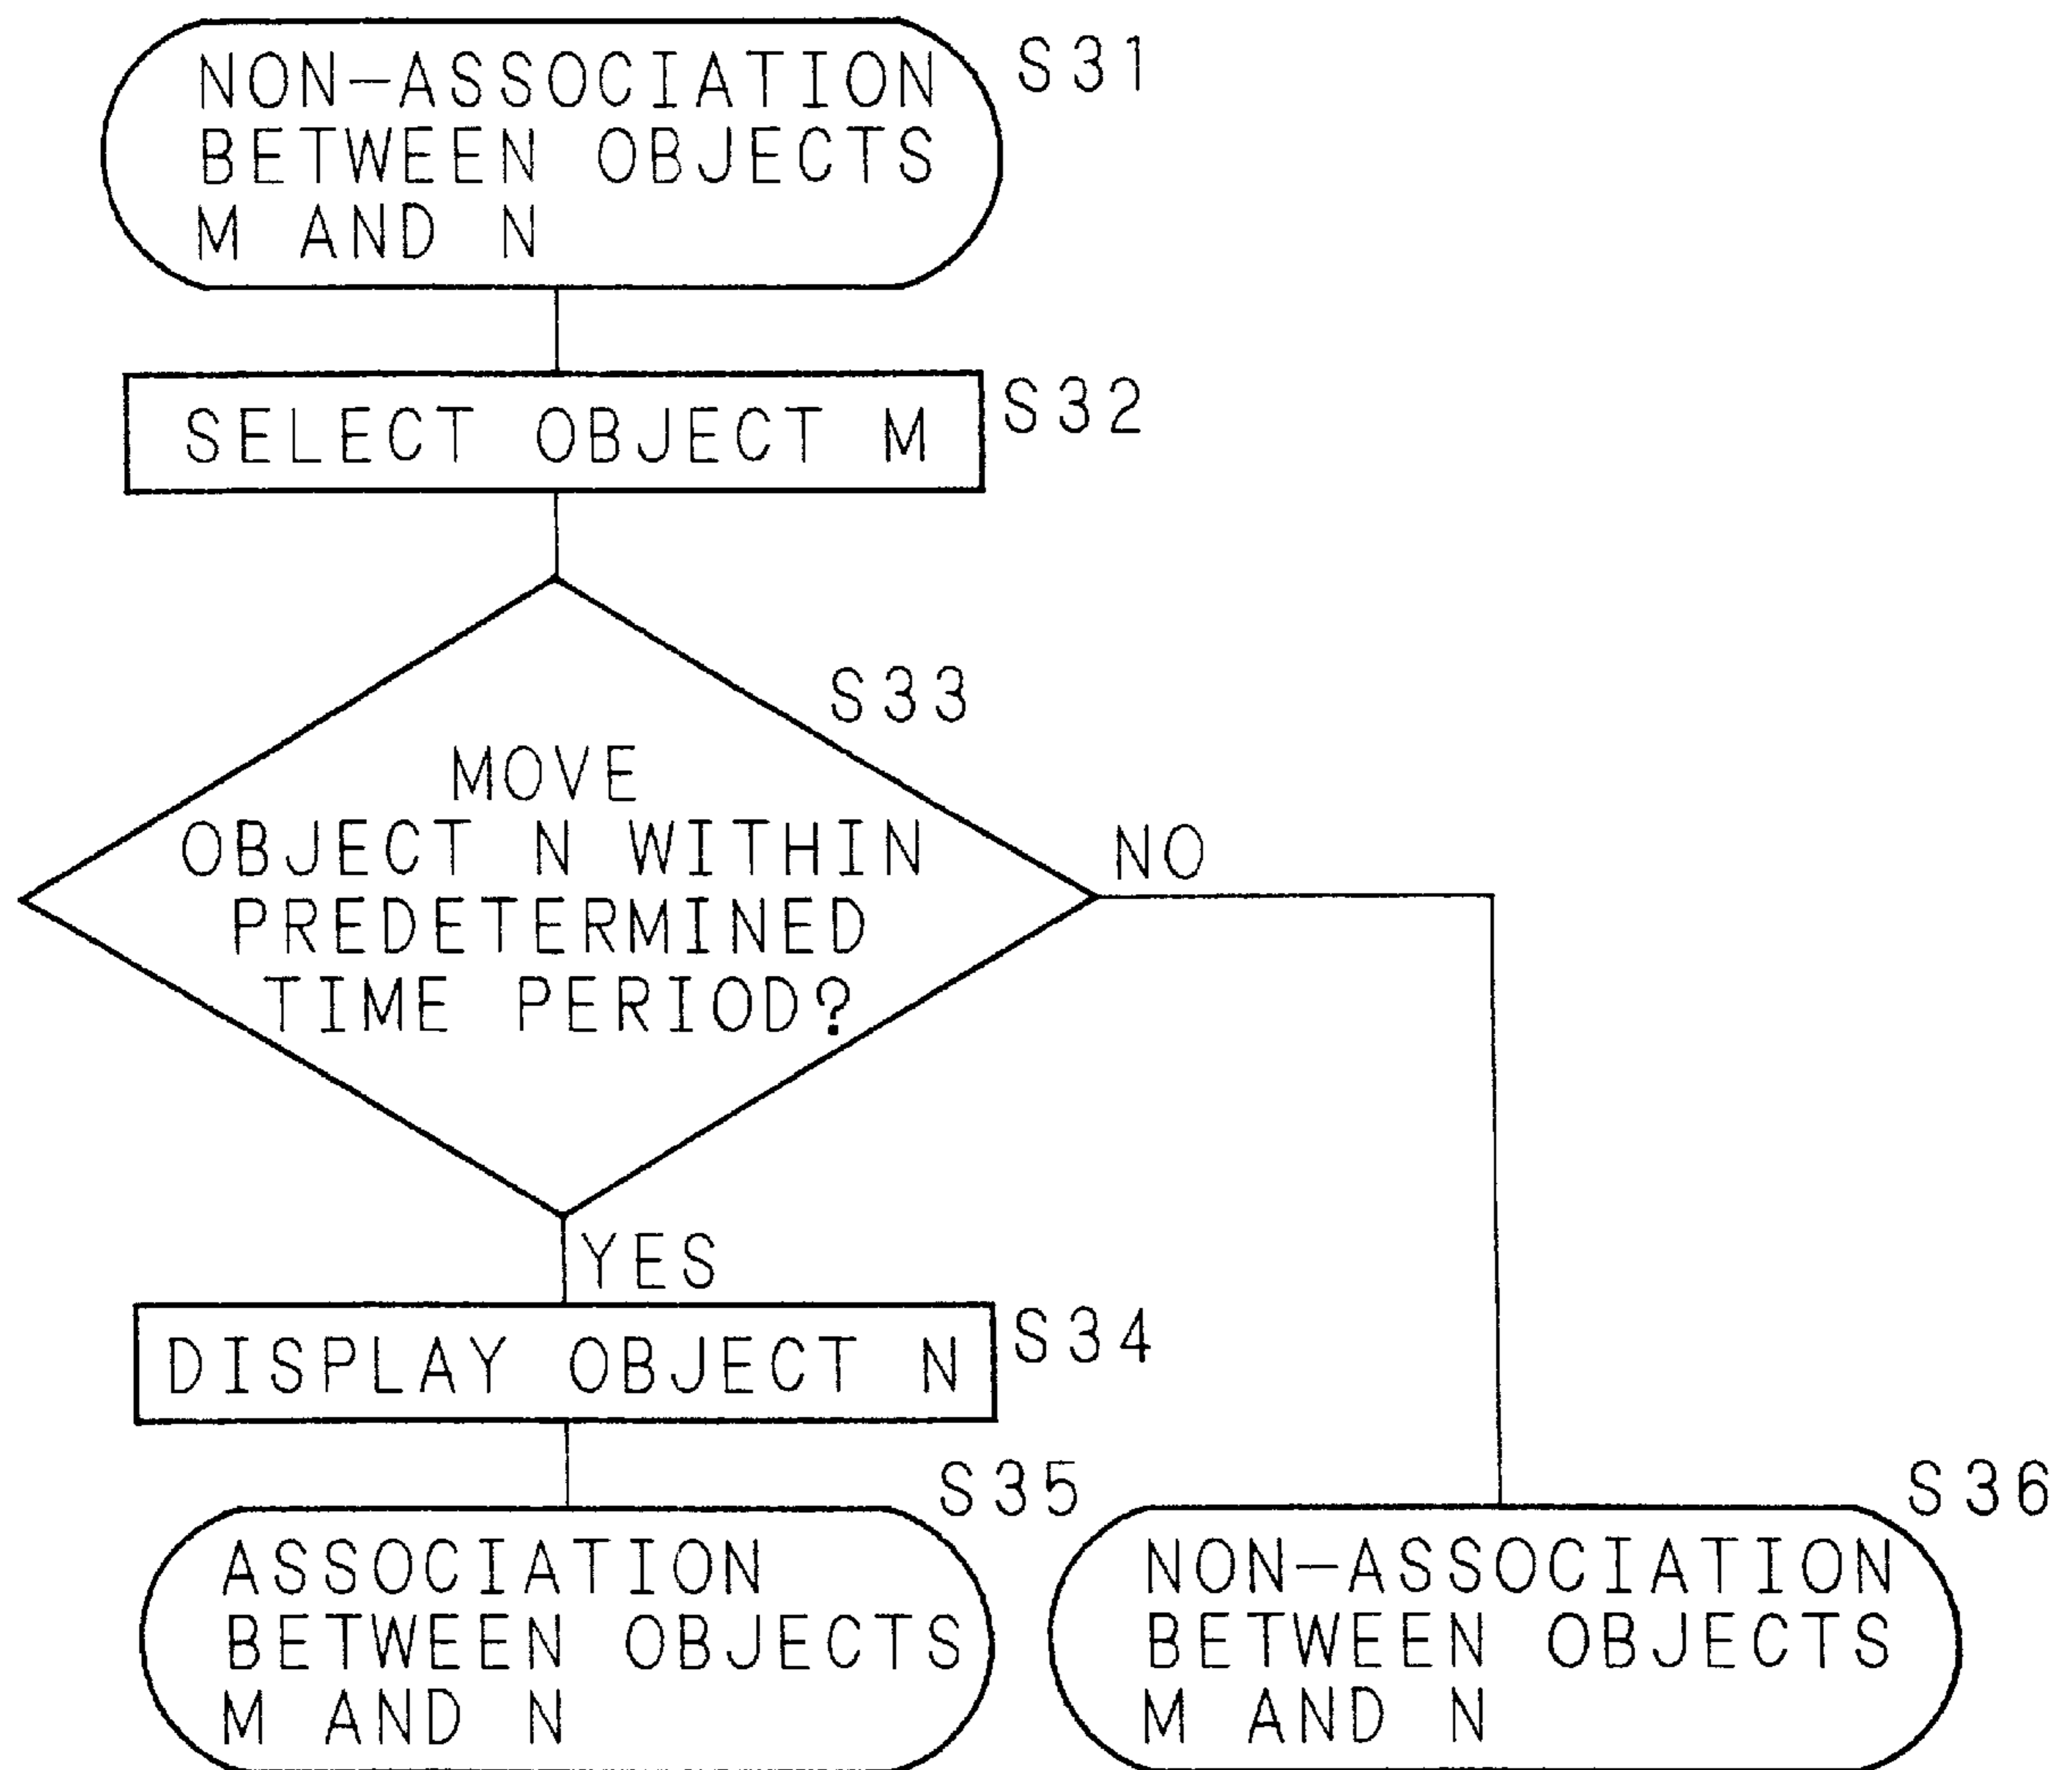 NON-ASSOCIATION
BETWEEN OBJECTS
M AND N
S31
SELECT OBJECT M
S32
S33
MOVE
OBJECT N WITHIN
PREDETERMINED
TIME PERIOD?
NO
YES
DISPLAY OBJECT N
S34
S35
ASSOCIATION
BETWEEN OBJECTS
M AND N
S36
NON-ASSOCIATION
BETWEEN OBJECTS
M AND N